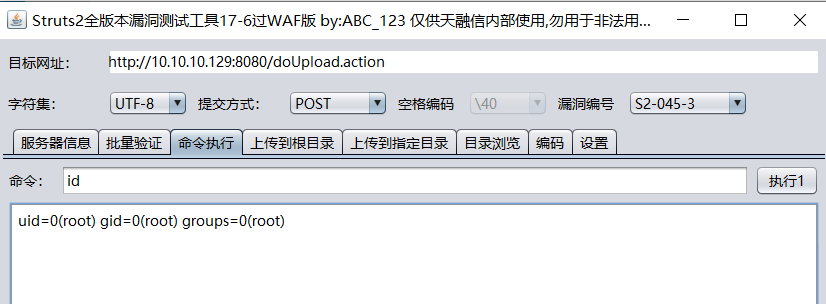 Struts2全版本漏洞测试工具17-6过WAF版 by:ABC_123 仅供天融信内部使用,勿用于非法用...
目标网址： http://10.10.10.129:8080/doUpload.action
字符集： UTF-8 提交方式： POST 空格编码 \40 漏洞编号 S2-045-3
服务器信息 批量验证 命令执行 上传到根目录 上传到指定目录 目录浏览 编码 设置
命令： id 执行1
uid=0(root) gid=0(root) groups=0(root)